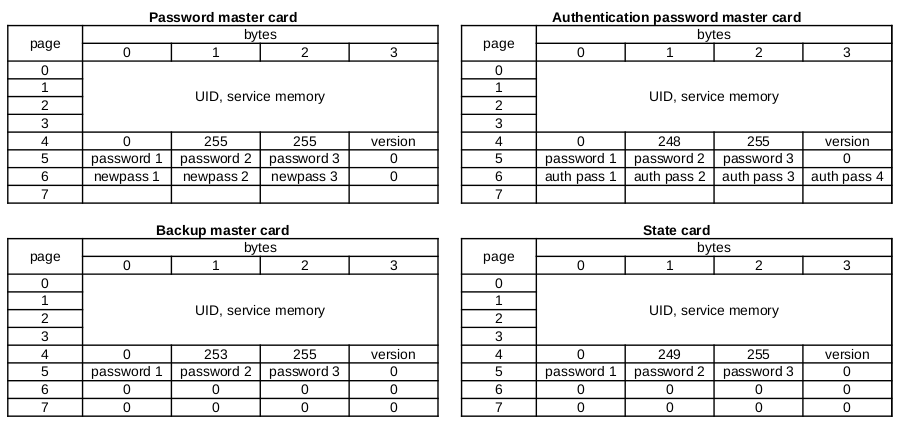 Password master card
page bytes
0 1 2 3
0
1
2
3
UID, service memory
4 0 255 255 version
5 password 1 password 2 password 3 0
6 newpass 1 newpass 2 newpass 3 0
7
Authentication password master card
page bytes
0 1 2 3
0
1
2
3
UID, service memory
4 0 248 255 version
5 password 1 password 2 password 3 0
6 auth pass 1 auth pass 2 auth pass 3 auth pass 4
7
Backup master card
page bytes
0 1 2 3
0
1
2
3
UID, service memory
4 0 253 255 version
5 password 1 password 2 password 3 0
6 0 0 0 0
7 0 0 0 0
State card
page bytes
0 1 2 3
0
1
2
3
UID, service memory
4 0 249 255 version
5 password 1 password 2 password 3 0
6 0 0 0 0
7 0 0 0 0